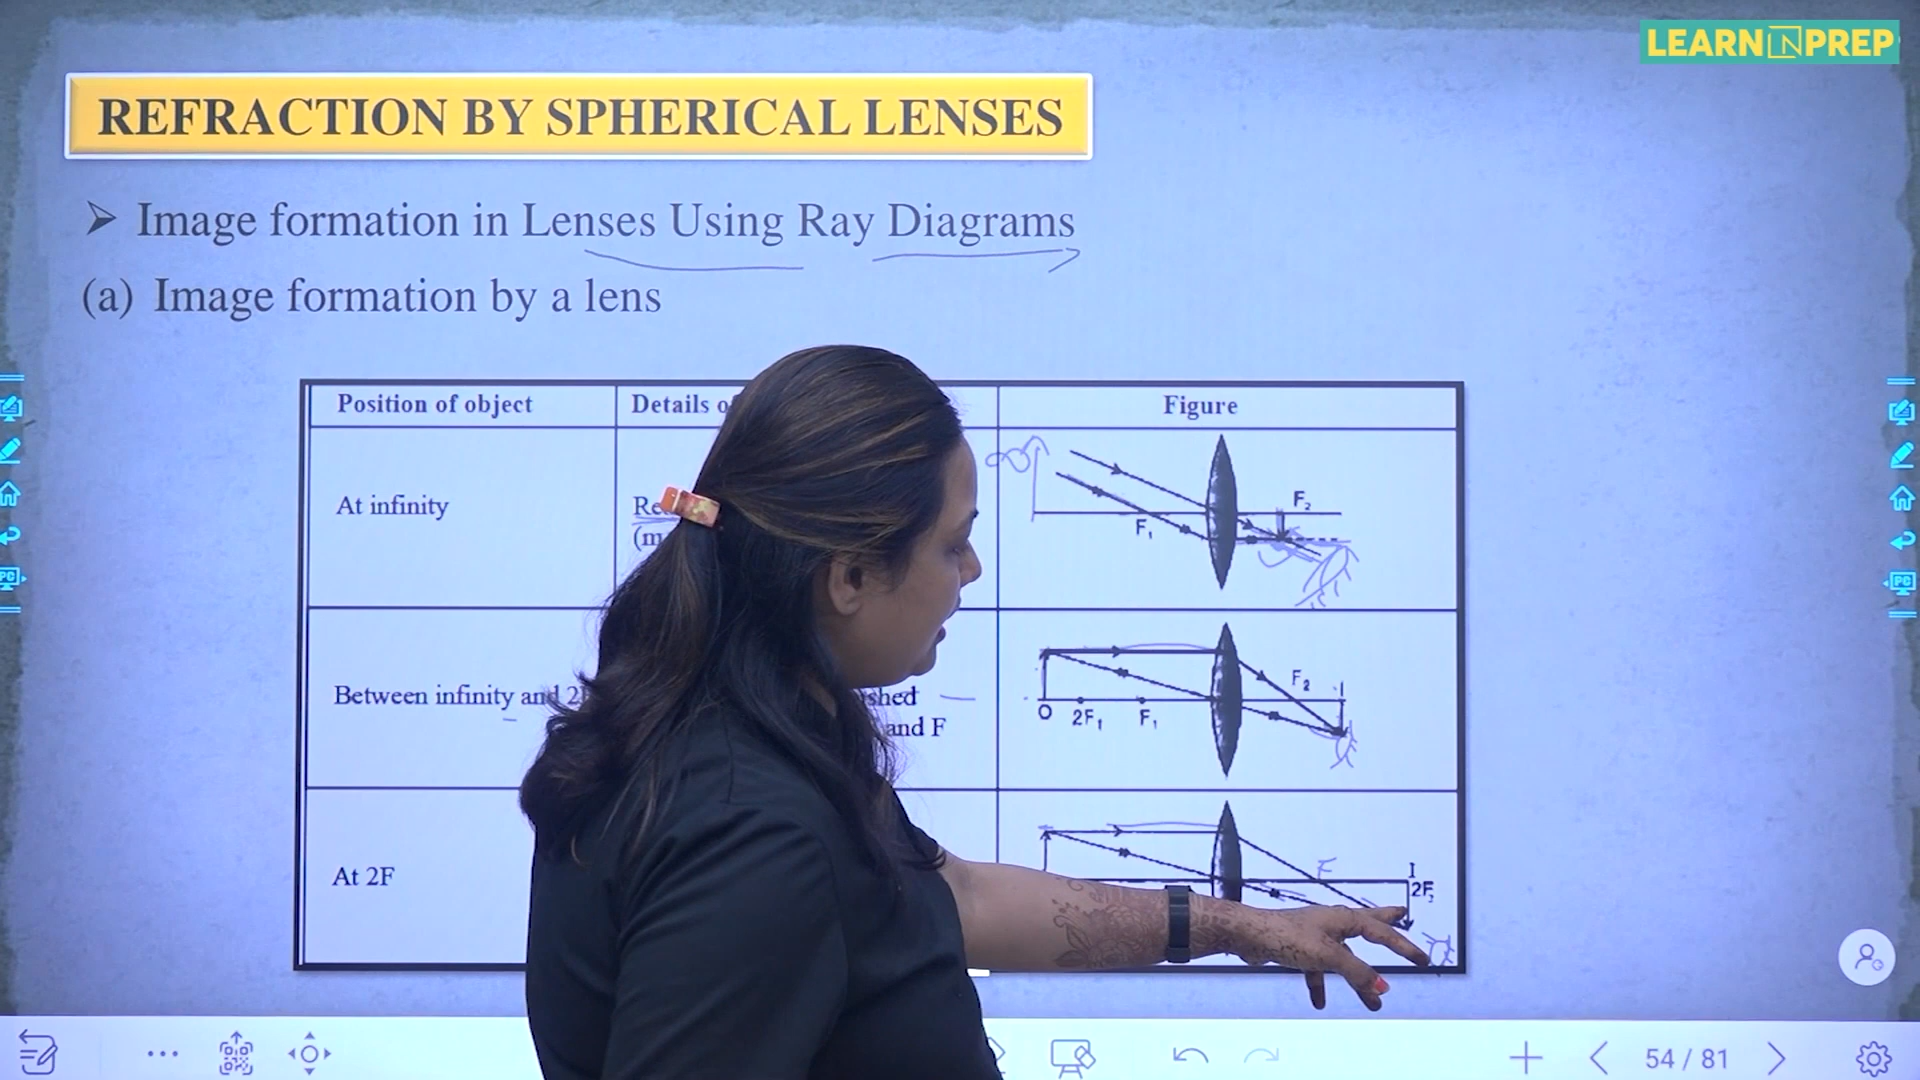 LEARN N PREP
REFRACTION BY SPHERICAL LENSES
➤ Image formation in Lenses Using Ray Diagrams
(a) Image formation by a lens
Position of object
Details
Figure
At infinity
∞
F₁
F₂
Between infinity and
shed
and F
O
2F₁
F₁
F₂
I
At 2F
F
I
2F₂
54 / 81
PC
PC